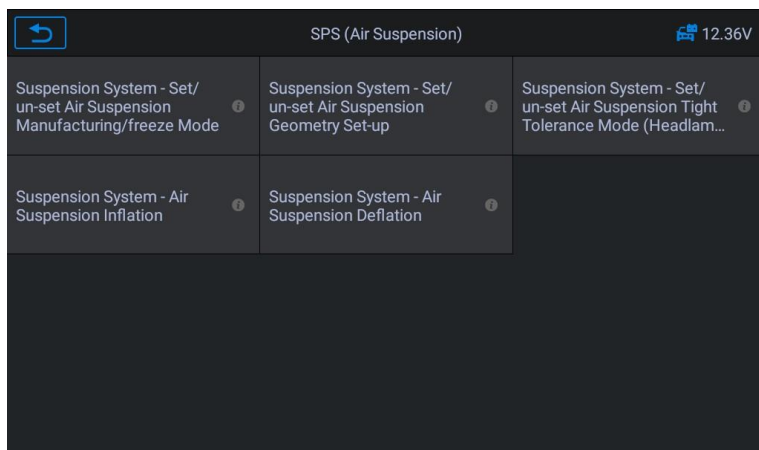 SPS (Air Suspension)
12.36V
Suspension System - Set/
un-set Air Suspension
Manufacturing/freeze Mode
Suspension System - Set/
un-set Air Suspension
Geometry Set-up
Suspension System - Set/
un-set Air Suspension Tight
Tolerance Mode (Headlam...
Suspension System - Air
Suspension Inflation
Suspension System - Air
Suspension Deflation